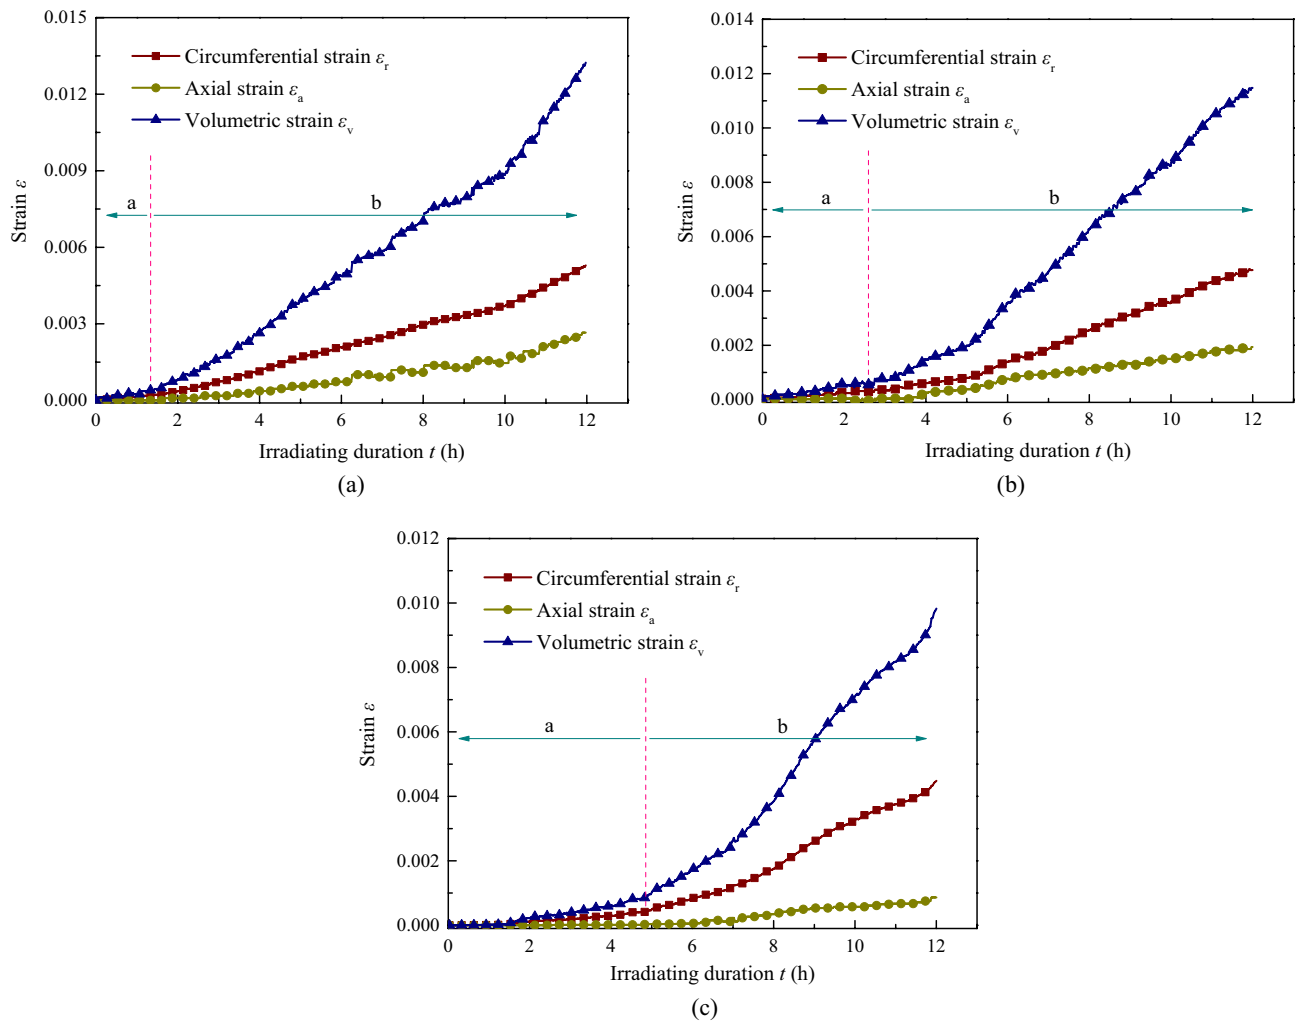 0.015
0.012
0.009
0.006
0.003
0.000
Strain ε
Circumferential strain εr
Axial strain εa
Volumetric strain εv
a
b
0 2 4 6 8 10 12
Irradiating duration t (h)
(a)
0.014
0.012
0.010
0.008
0.006
0.004
0.002
0.000
Strain ε
Circumferential strain εr
Axial strain εa
Volumetric strain εv
a
b
0 2 4 6 8 10 12
Irradiating duration t (h)
(b)
0.012
0.010
0.008
0.006
0.004
0.002
0.000
Strain ε
Circumferential strain εr
Axial strain εa
Volumetric strain εv
a
b
0 2 4 6 8 10 12
Irradiating duration t (h)
(c)